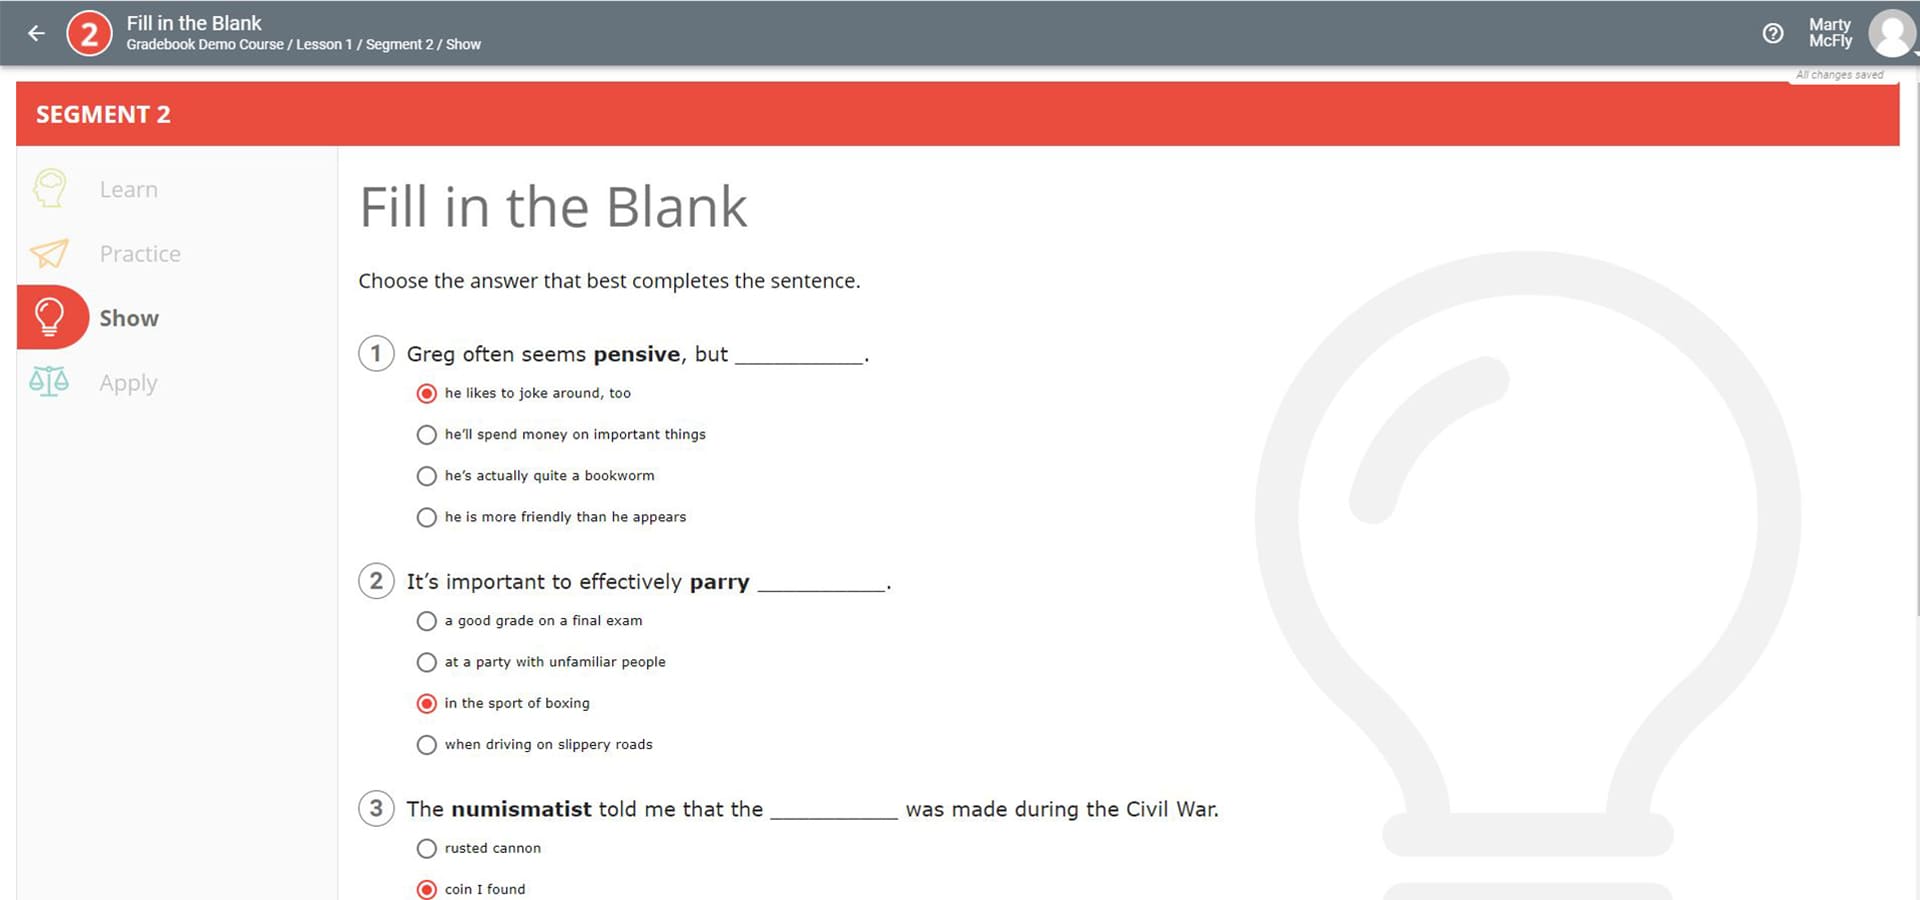 2
Fill in the Blank
Gradebook Demo Course / Lesson 1 / Segment 2 / Show
Marty
McFly
All changes saved
SEGMENT 2
Learn
Practice
Show
Apply
Fill in the Blank
Choose the answer that best completes the sentence.
1 Greg often seems pensive, but ____________.
he likes to joke around, too
he’ll spend money on important things
he’s actually quite a bookworm
he is more friendly than he appears
2 It’s important to effectively parry ____________.
a good grade on a final exam
at a party with unfamiliar people
in the sport of boxing
when driving on slippery roads
3 The numismatist told me that the ____________ was made during the Civil War.
rusted cannon
coin I found